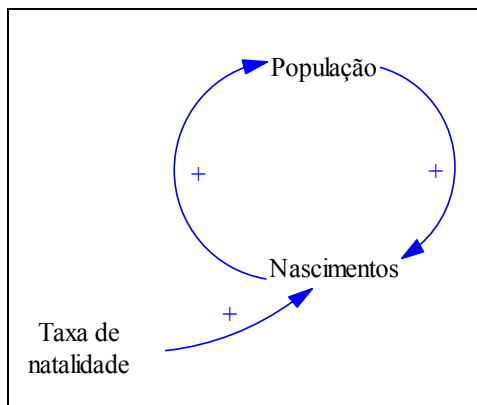 População
+
+
Nascimentos
+
Taxa de
natalidade